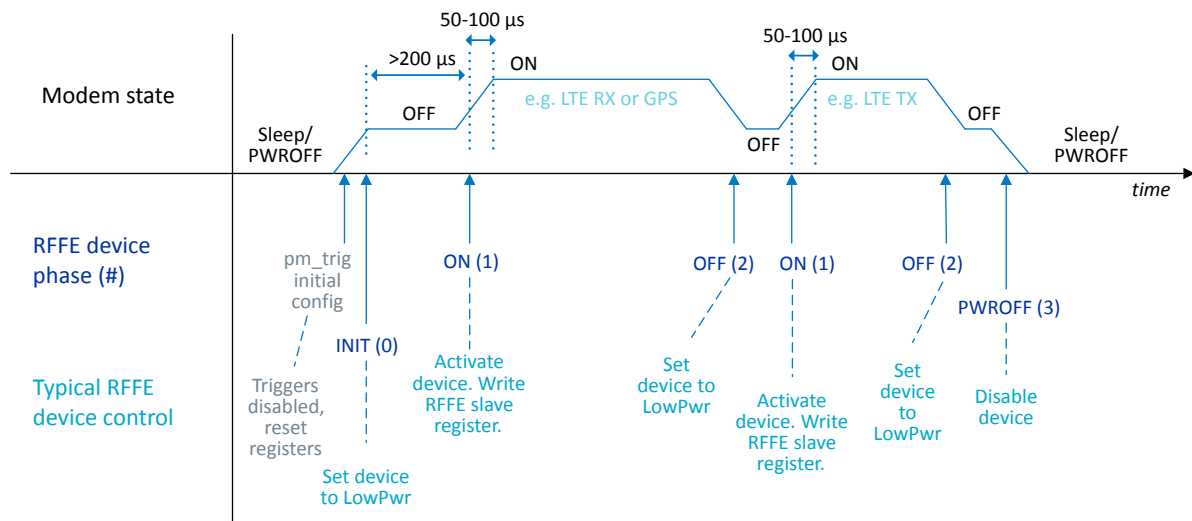 50-100 µs
50-100 µs
>200 µs
ON
ON
Modem state
e.g. LTE RX or GPS
e.g. LTE TX
OFF
OFF
OFF
Sleep/
PWROFF
Sleep/
PWROFF
time
RFFE device
phase (#)
pm_trig
initial
config
ON (1)
OFF (2)
ON (1)
OFF (2)
PWROFF (3)
INIT (0)
Typical RFFE
device control
Triggers
disabled,
reset
registers
Set device
to LowPwr
Activate
device. Write
RFFE slave
register.
Set
device to
LowPwr
Activate
device. Write
RFFE slave
register.
Set
device
to
LowPwr
Disable
device